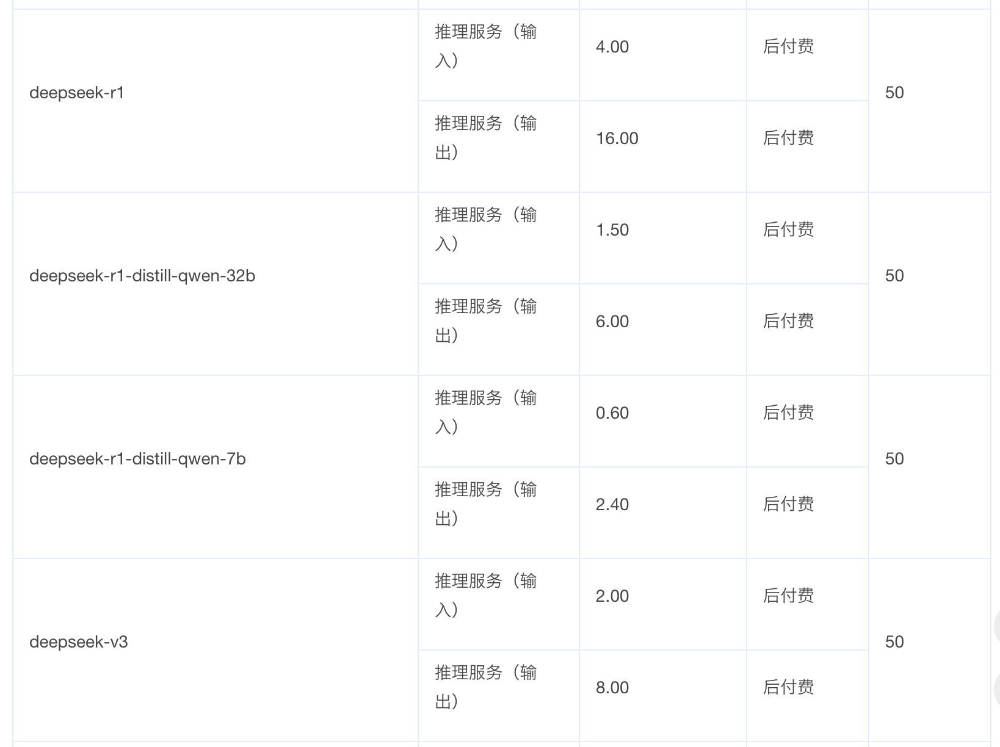 推理服务（输
入）
4.00
后付费
deepseek-r1
50
推理服务（输
出）
16.00
后付费
推理服务（输
入）
1.50
后付费
deepseek-r1-distill-qwen-32b
50
推理服务（输
出）
6.00
后付费
推理服务（输
入）
0.60
后付费
deepseek-r1-distill-qwen-7b
50
推理服务（输
出）
2.40
后付费
推理服务（输
入）
2.00
后付费
deepseek-v3
50
推理服务（输
出）
8.00
后付费